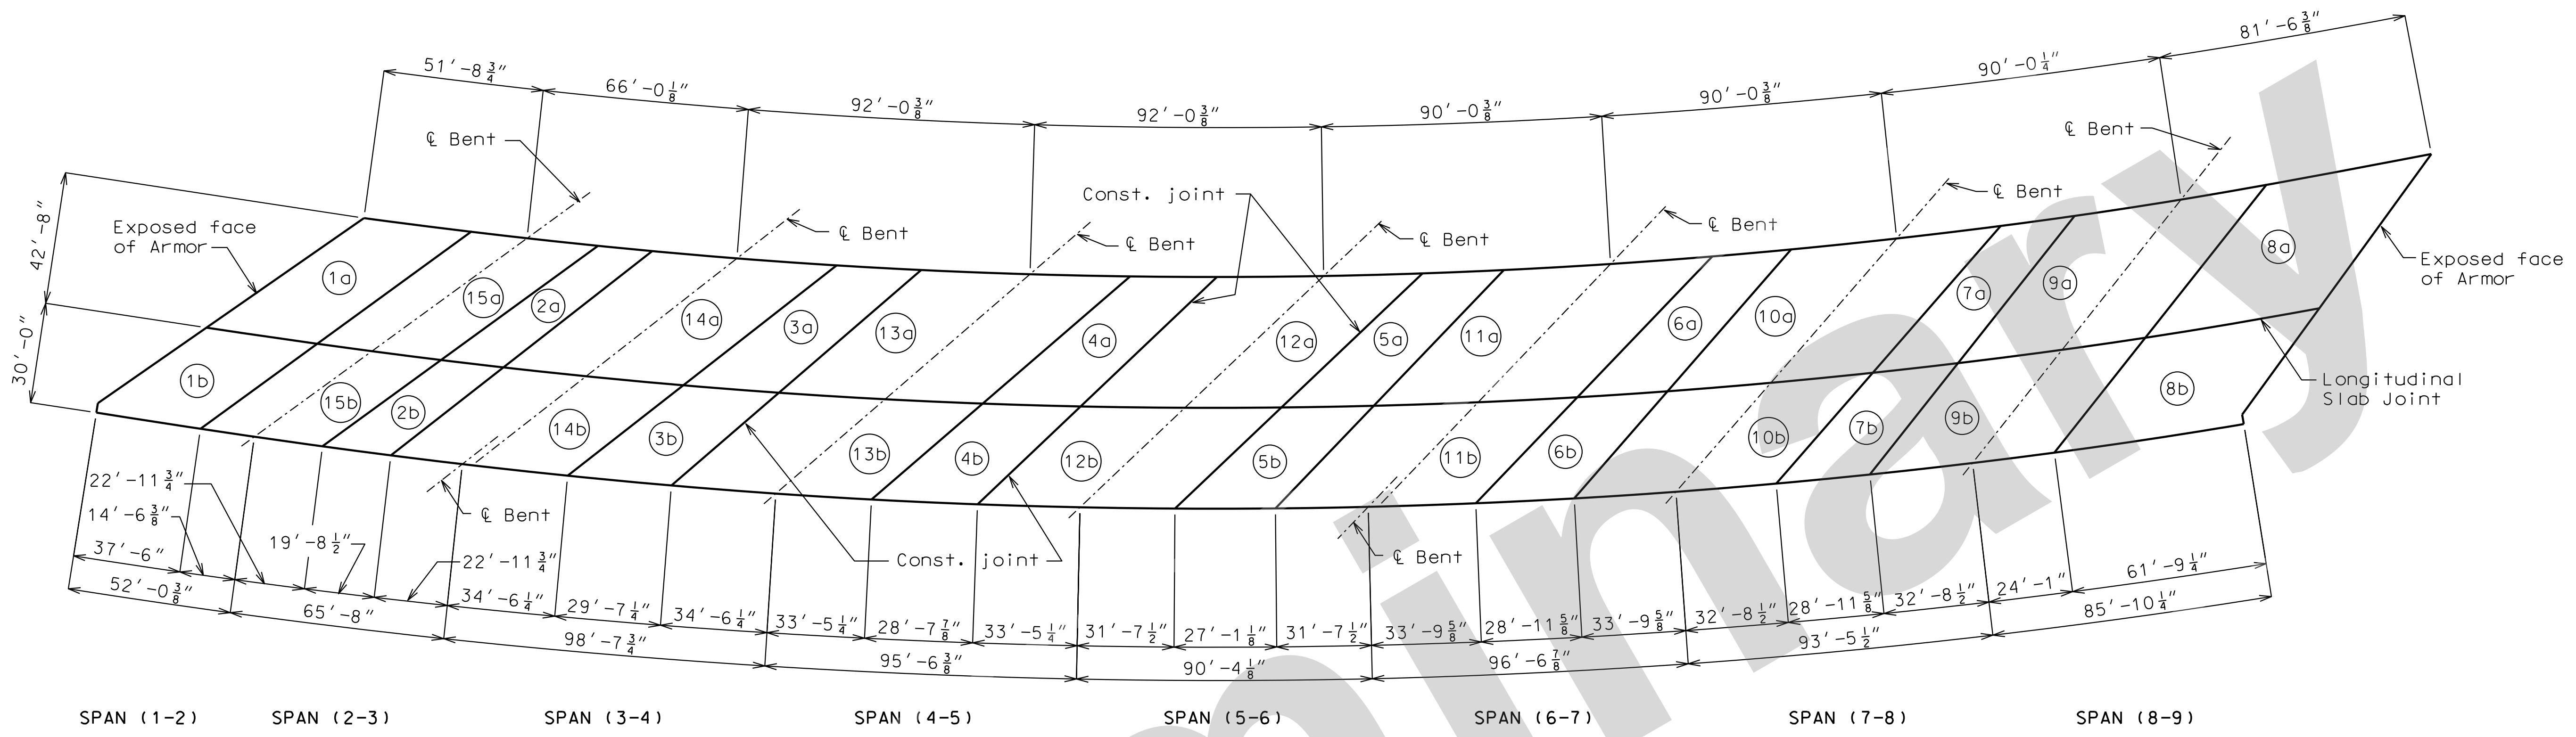 81'-6 3/8"
51'-8 3/4"
66'-0 1/8"
92'-0 3/8"
92'-0 3/8"
90'-0 3/8"
90'-0 3/8"
90'-0 1/4"
℄ Bent
℄ Bent
42'-8"
Exposed face
of Armor
Const. joint
℄ Bent
℄ Bent
℄ Bent
℄ Bent
℄ Bent
Exposed face
of Armor
30'-0"
1a
15a
2a
14a
3a
13a
4a
12a
5a
11a
6a
10a
7a
9a
8a
1b
15b
2b
14b
3b
13b
4b
12b
5b
11b
6b
10b
7b
9b
8b
Longitudinal
Slab Joint
℄ Bent
Const. joint
℄ Bent
22'-11 3/4"
14'-6 3/8"
37'-6"
19'-8 1/2"
22'-11 3/4"
34'-6 1/4"
29'-7 1/4"
34'-6 1/4"
33'-5 1/4"
28'-7 7/8"
33'-5 1/4"
31'-7 1/2"
27'-1 1/8"
31'-7 1/2"
33'-9 5/8"
28'-11 5/8"
33'-9 5/8"
32'-8 1/2"
28'-11 5/8"
32'-8 1/2"
24'-1"
61'-9 1/4"
52'-0 3/8"
65'-8"
98'-7 3/4"
95'-6 3/8"
90'-4 1/8"
96'-6 7/8"
93'-5 1/2"
85'-10 1/4"
SPAN (1-2)
SPAN (2-3)
SPAN (3-4)
SPAN (4-5)
SPAN (5-6)
SPAN (6-7)
SPAN (7-8)
SPAN (8-9)
minary